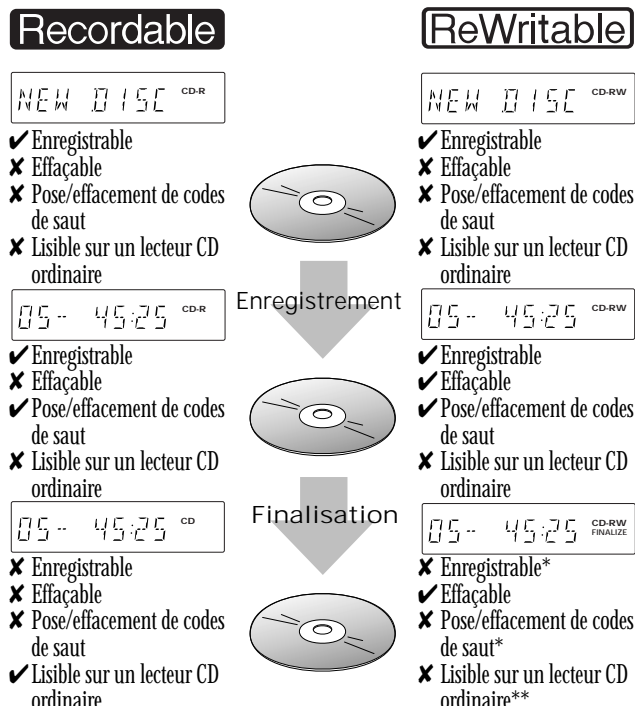 Recordable
NEW DISC CD-R
✔ Enregistrable
✘ Effaçable
✘ Pose/effacement de codes
de saut
✘ Lisible sur un lecteur CD
ordinaire
05- 45:25 CD-R
✔ Enregistrable
✘ Effaçable
✔ Pose/effacement de codes
de saut
✘ Lisible sur un lecteur CD
ordinaire
05- 45:25 CD
✘ Enregistrable
✘ Effaçable
✘ Pose/effacement de codes
de saut
✔ Lisible sur un lecteur CD
ordinaire
Enregistrement
Finalisation
ReWritable
NEW DISC CD-RW
✔ Enregistrable
✘ Effaçable
✘ Pose/effacement de codes
de saut
✘ Lisible sur un lecteur CD
ordinaire
05- 45:25 CD-RW
✔ Enregistrable
✔ Effaçable
✔ Pose/effacement de codes
de saut
✘ Lisible sur un lecteur CD
ordinaire
05- 45:25 CD-RW
FINALIZE
✘ Enregistrable*
✔ Effaçable
✘ Pose/effacement de codes
de saut*
✘ Lisible sur un lecteur CD
ordinaire**